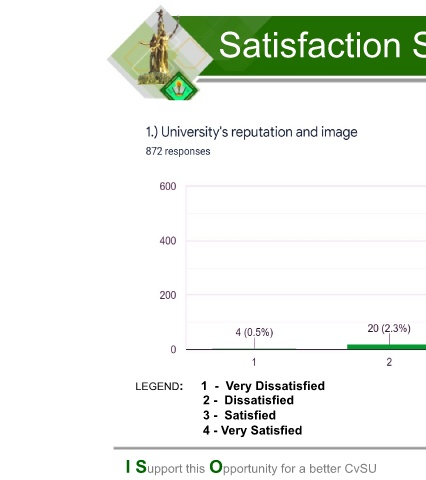 Satisfaction S
1.) University's reputation and image
872 responses
600
400
200
0
4 (0.5%)
20 (2.3%)
1
2
LEGEND: 1 - Very Dissatisfied
2 - Dissatisfied
3 - Satisfied
4 - Very Satisfied
I Support this Opportunity for a better CvSU